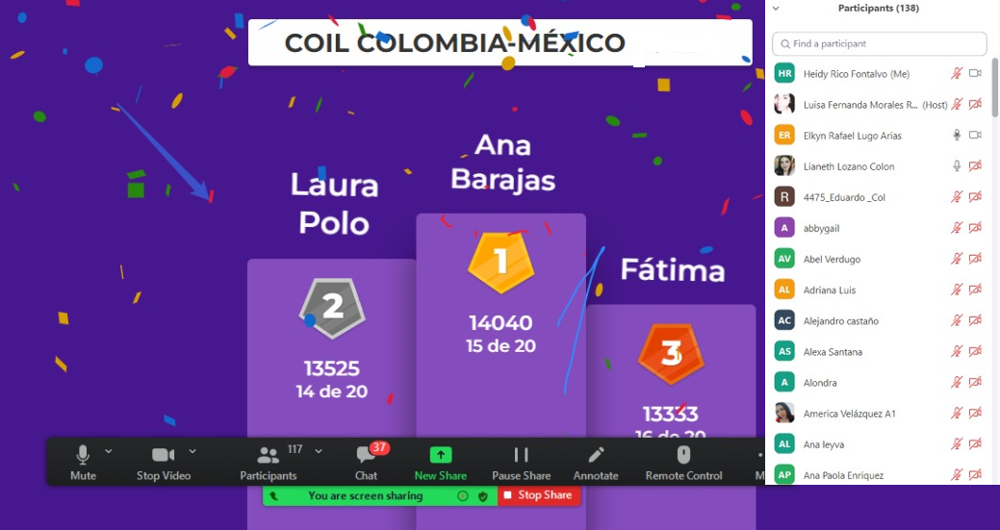 COIL COLOMBIA-MÉXICO
Ana
Barajas
Laura
Polo
Fátima
1
14040
15 de 20
2
13525
14 de 20
3
13333
16 de 20
Mute
Stop Video
117
Participants
37
Chat
New Share
Pause Share
Annotate
Remote Control
M
You are screen sharing
Stop Share
Participants (138)
Find a participant
HR Heidy Rico Fontalvo (Me)
Luisa Fernanda Morales R... (Host)
ER Elkyn Rafael Lugo Arias
Lianeth Lozano Colon
R 4475_Eduardo _Col
A abbygail
AV Abel Verdugo
AL Adriana Luis
AC Alejandro castaño
AS Alexa Santana
A Alondra
America Velázquez A1
AL Ana leyva
AP Ana Paola Enriquez